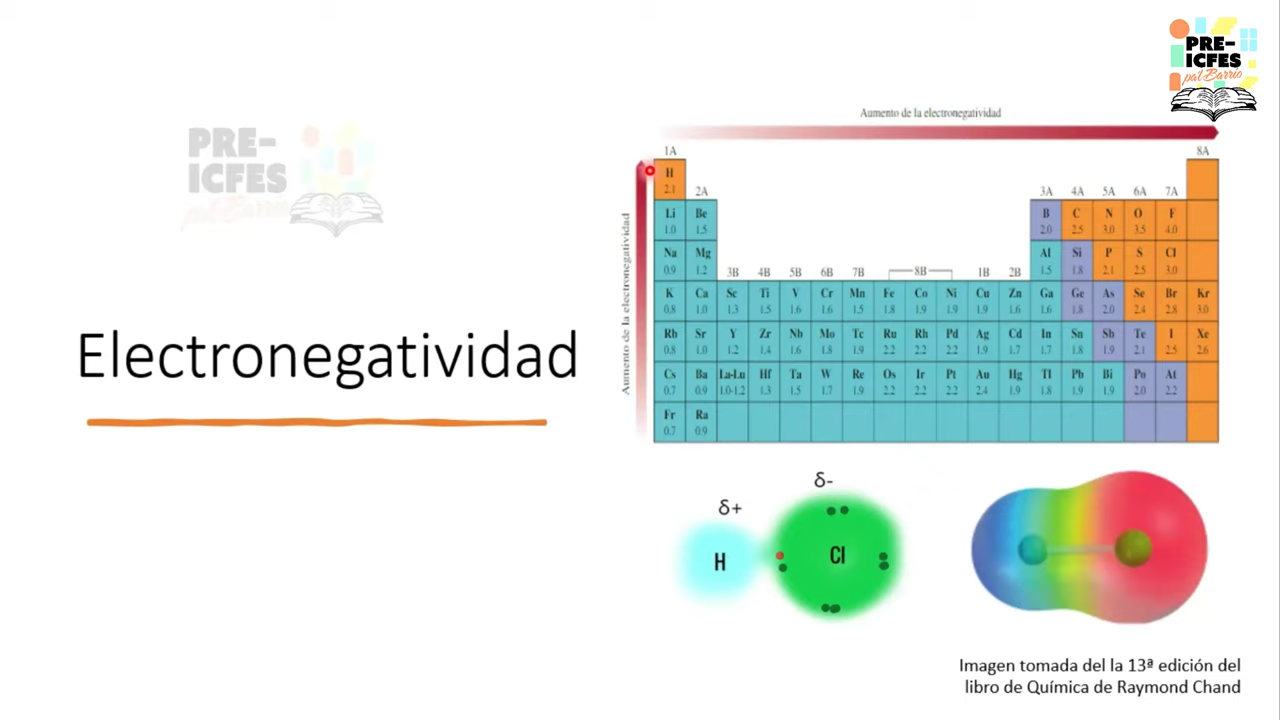 PRE-
ICFES
pal Barrio
PRE-
ICFES
pal Barrio
Electronegatividad
Aumento de la electronegatividad
Aumento de la electronegatividad
1A 8A
H
2.1
2A 3A 4A 5A 6A 7A
Li Be B C N O F
1.0 1.5 2.0 2.5 3.0 3.5 4.0
Na Mg Al Si P S Cl
0.9 1.2 1.5 1.8 2.1 2.5 3.0
3B 4B 5B 6B 7B 8B 1B 2B
K Ca Sc Ti V Cr Mn Fe Co Ni Cu Zn Ga Ge As Se Br Kr
0.8 1.0 1.3 1.5 1.6 1.6 1.5 1.8 1.9 1.9 1.9 1.6 1.6 1.8 2.0 2.4 2.8 3.0
Rb Sr Y Zr Nb Mo Tc Ru Rh Pd Ag Cd In Sn Sb Te I Xe
0.8 1.0 1.2 1.4 1.6 1.8 1.9 2.2 2.2 2.2 1.9 1.7 1.7 1.8 1.9 2.1 2.5 2.6
Cs Ba La-Lu Hf Ta W Re Os Ir Pt Au Hg Tl Pb Bi Po At
0.7 0.9 1.0-1.2 1.3 1.5 1.7 1.9 2.2 2.2 2.2 2.4 1.9 1.8 1.9 1.9 2.0 2.2
Fr Ra
0.7 0.9
δ+ δ-
H Cl
Imagen tomada del la 13ª edición del
libro de Química de Raymond Chand